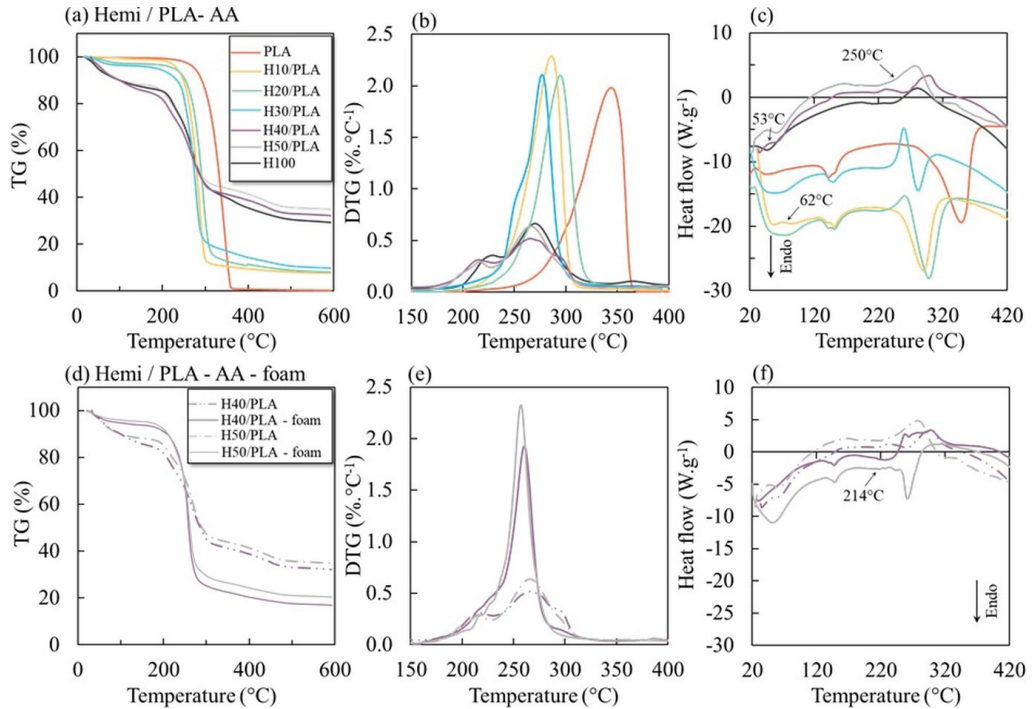 (a) Hemi / PLA- AA
TG (%)
100
80
60
40
20
0
0 200 400 600
Temperature (°C)
PLA
H10/PLA
H20/PLA
H30/PLA
H40/PLA
H50/PLA
H100
(b)
DTG (%.°C-1)
2.5
2.0
1.5
1.0
0.5
0.0
150 200 250 300 350 400
Temperature (°C)
(c)
Heat flow (W.g-1)
10
5
0
-5
-10
-15
-20
-25
-30
250°C
53°C
62°C
Endo
20 120 220 320 420
Temperature (°C)
(d) Hemi / PLA - AA - foam
TG (%)
100
80
60
40
20
0
0 200 400 600
Temperature (°C)
H40/PLA
H40/PLA - foam
H50/PLA
H50/PLA - foam
(e)
DTG (%.°C-1)
2.5
2.0
1.5
1.0
0.5
0.0
150 200 250 300 350 400
Temperature (°C)
(f)
Heat flow (W.g-1)
10
5
0
-5
-10
-15
-20
-25
-30
214°C
Endo
20 120 220 320 420
Temperature (°C)